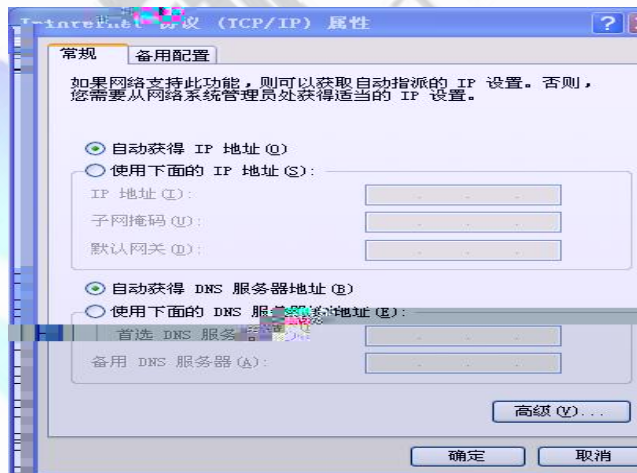 Internet 协议 (TCP/IP) 属性
常规 备用配置
如果网络支持此功能，则可以获取自动指派的 IP 设置。否则，
您需要从网络系统管理员处获得适当的 IP 设置。
自动获得 IP 地址(O)
使用下面的 IP 地址(S):
IP 地址(I):
子网掩码(U):
默认网关(D):
自动获得 DNS 服务器地址(B)
使用下面的 DNS 服务器地址(E):
首选 DNS 服务
备用 DNS 服务器(A):
高级(V)...
确定 取消